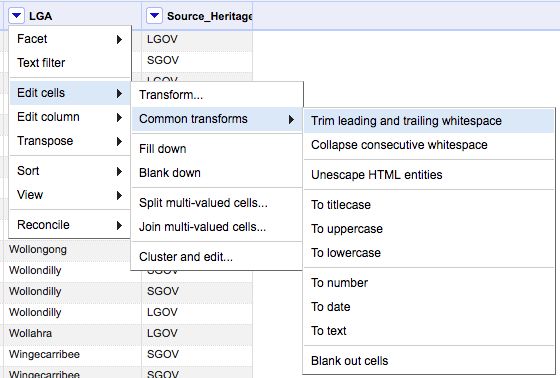 LGA Source_Heritage
Facet
Text filter
Edit cells
Edit column
Transpose
Sort
View
Reconcile
Transform...
Common transforms
Fill down
Blank down
Split multi-valued cells...
Join multi-valued cells...
Cluster and edit...
Trim leading and trailing whitespace
Collapse consecutive whitespace
Unescape HTML entities
To titlecase
To uppercase
To lowercase
To number
To date
To text
Blank out cells
LGOV
SGOV
LGOV
Wollongong SGOV
Wollondilly SGOV
Wollondilly SGOV
Wollondilly LGOV
Wollahra LGOV
Wingecarribee SGOV
Wingecarribee SGOV